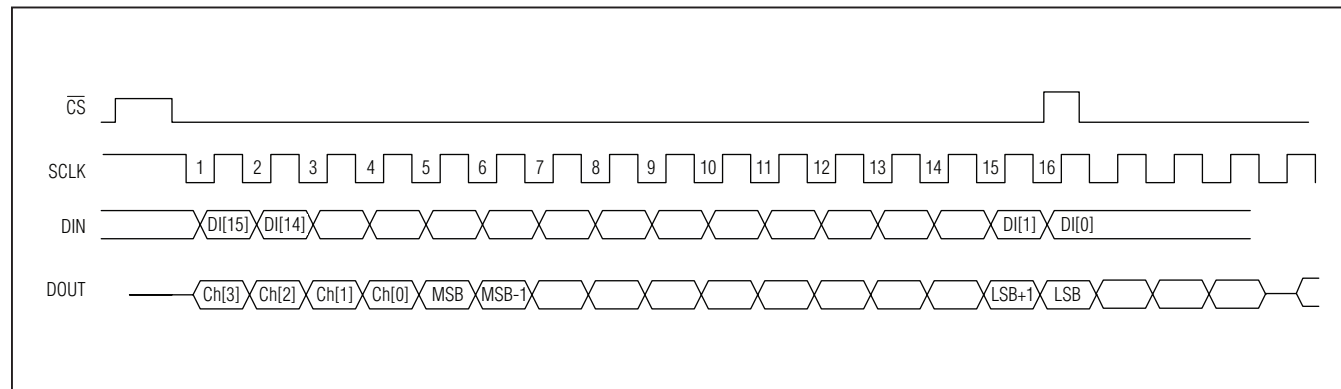 CS
SCLK 1 2 3 4 5 6 7 8 9 10 11 12 13 14 15 16
DIN DI[15] DI[14] DI[1] DI[0]
DOUT Ch[3] Ch[2] Ch[1] Ch[0] MSB MSB-1 LSB+1 LSB